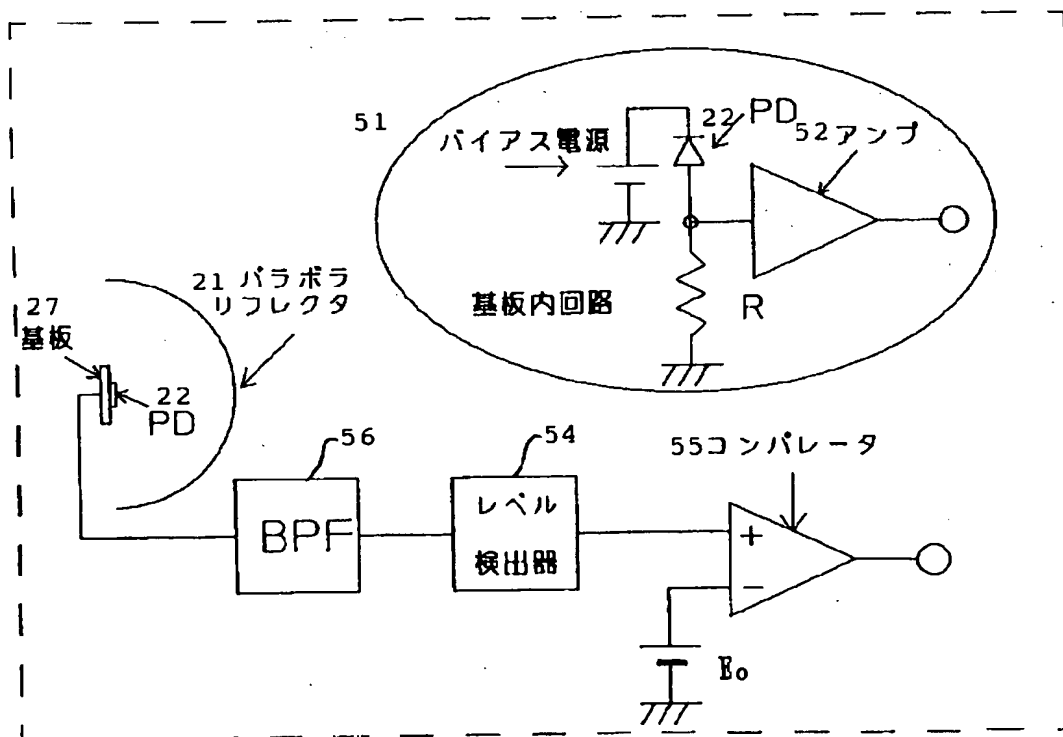 51
バイアス電源
22 PD
52アンプ
基板内回路
R
21 パラボラ
リフレクタ
27
基板
22
PD
56
BPF
54
レベル
検出器
55コンパレータ
+
−
E₀